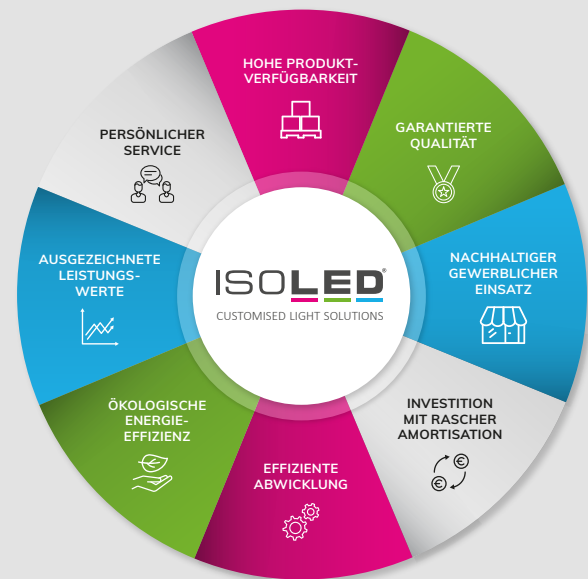 HOHE PRODUKT-
VERFÜGBARKEIT
GARANTIERTE
QUALITÄT
NACHHALTIGER
GEWERBLICHER
EINSATZ
INVESTITION
MIT RASCHER
AMORTISATION
EFFIZIENTE
ABWICKLUNG
ÖKOLOGISCHE
ENERGIE-
EFFIZIENZ
AUSGEZEICHNETE
LEISTUNGS-
WERTE
PERSÖNLICHER
SERVICE
ISOLED®
CUSTOMISED LIGHT SOLUTIONS